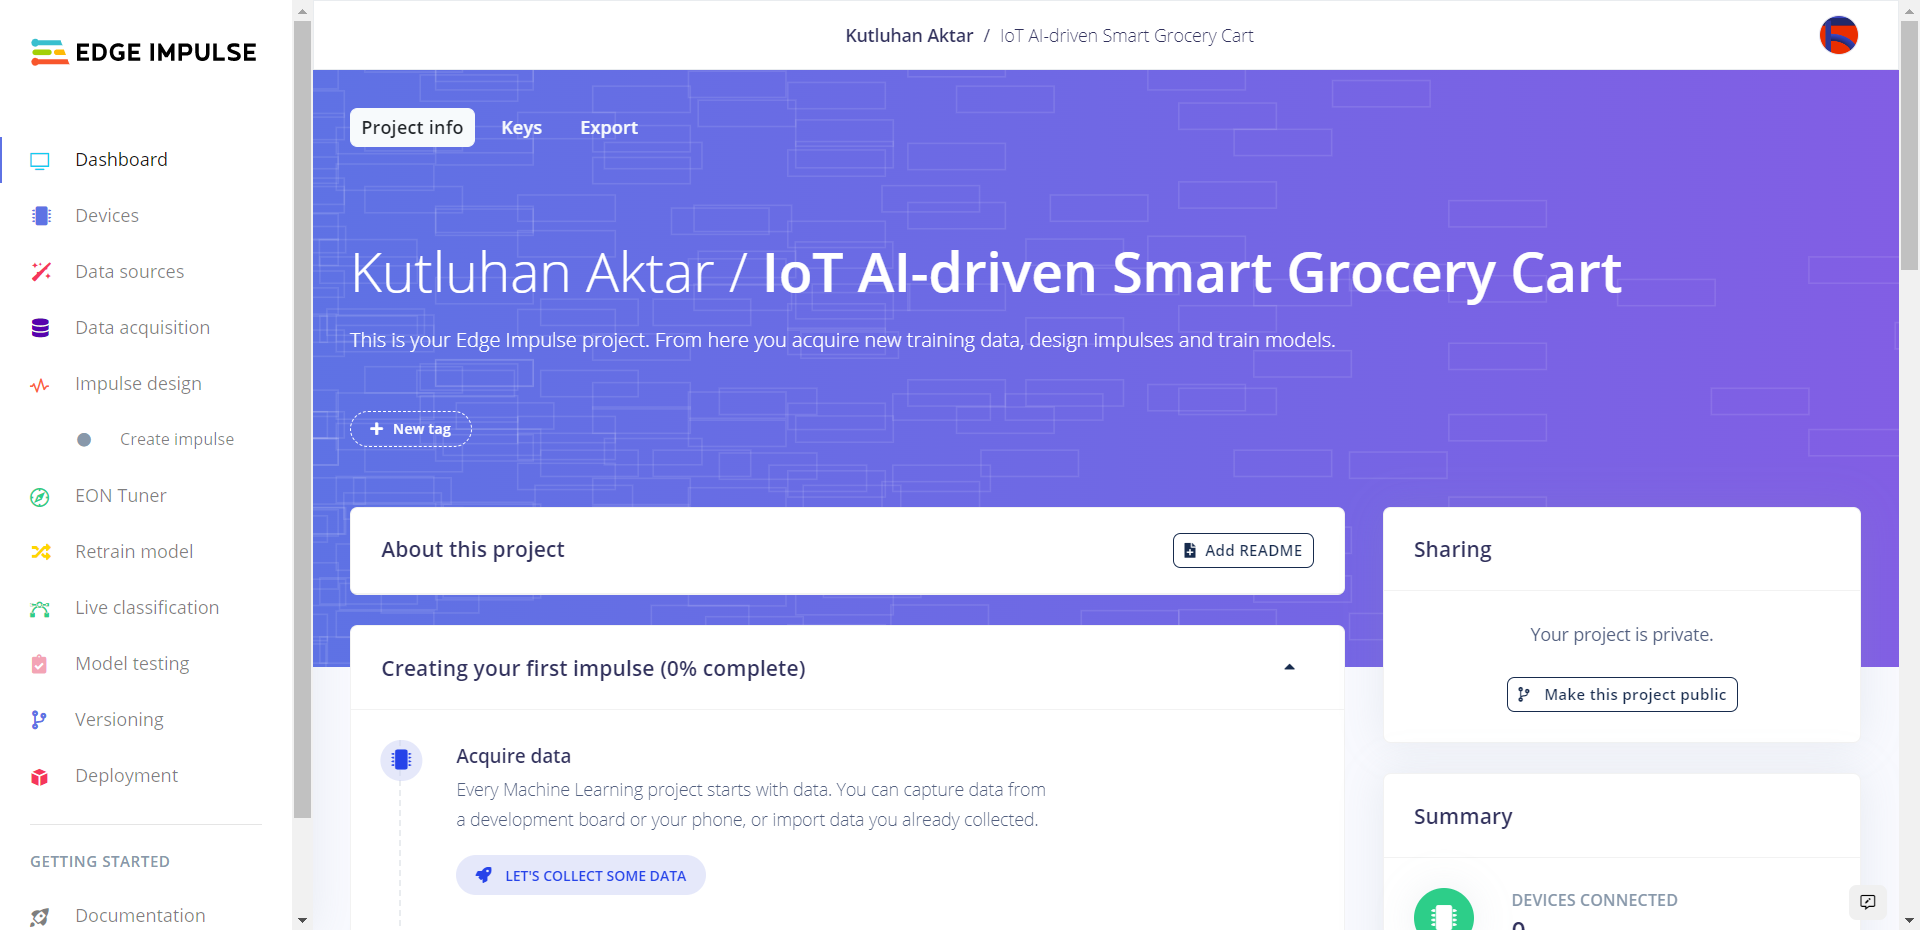 EDGE IMPULSE
Dashboard
Devices
Data sources
Data acquisition
Impulse design
Create impulse
EON Tuner
Retrain model
Live classification
Model testing
Versioning
Deployment
GETTING STARTED
Documentation
Kutluhan Aktar / IoT AI-driven Smart Grocery Cart
Project info
Keys
Export
Kutluhan Aktar / IoT AI-driven Smart Grocery Cart
This is your Edge Impulse project. From here you acquire new training data, design impulses and train models.
+ New tag
About this project
Add README
Creating your first impulse (0% complete)
Acquire data
Every Machine Learning project starts with data. You can capture data from
a development board or your phone, or import data you already collected.
LET'S COLLECT SOME DATA
Sharing
Your project is private.
Make this project public
Summary
DEVICES CONNECTED
0